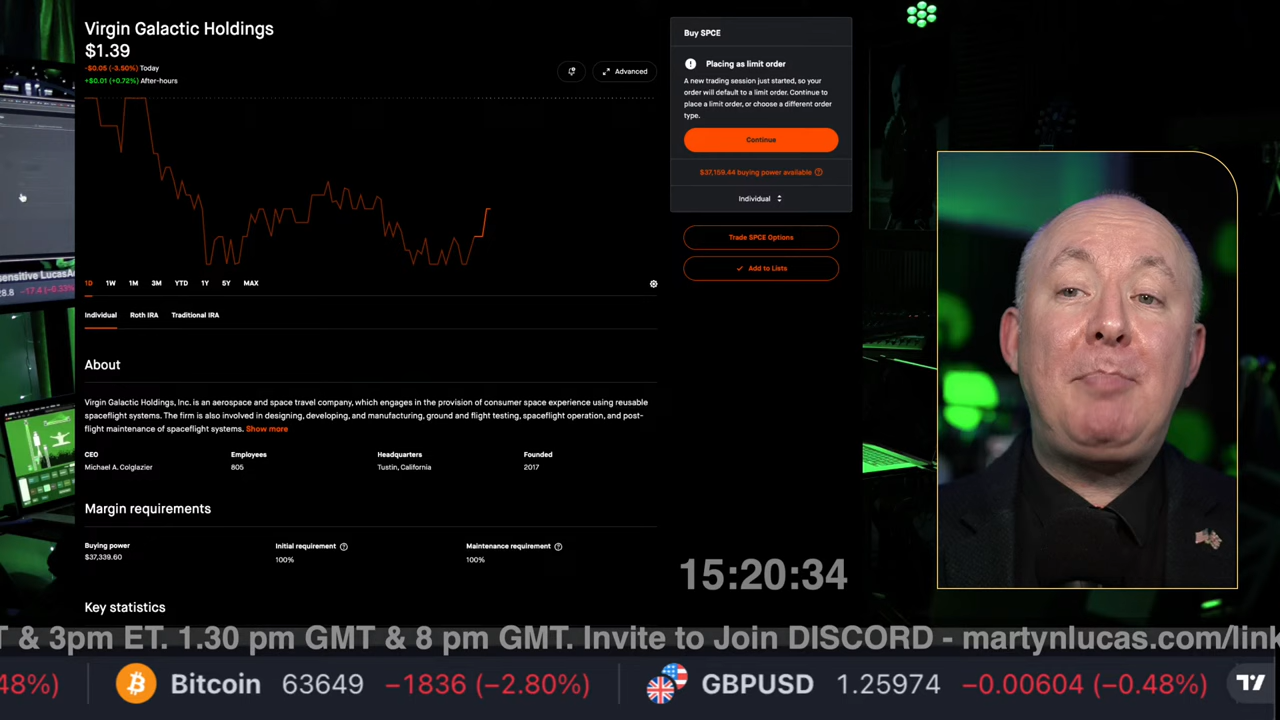 Virgin Galactic Holdings
$1.39
-$0.05 (-3.50%) Today
+$0.01 (+0.72%) After-hours
Advanced
1D 1W 1M 3M YTD 1Y 5Y MAX
Individual Roth IRA Traditional IRA
About
Virgin Galactic Holdings, Inc. is an aerospace and space travel company, which engages in the provision of consumer space experience using reusable
spaceflight systems. The firm is also involved in designing, developing, and manufacturing, ground and flight testing, spaceflight operation, and post-
flight maintenance of spaceflight systems. Show more
CEO Employees Headquarters Founded
Michael A. Colglazier 805 Tustin, California 2017
Margin requirements
Buying power Initial requirement Maintenance requirement
$37,339.60 100% 100%
Key statistics
Buy SPCE
Placing as limit order
A new trading session just started, so your
order will default to a limit order. Continue to
place a limit order, or choose a different order
type.
Continue
$37,159.44 buying power available
Individual
Trade SPCE Options
Add to Lists
sensitive LucasA
28.8 -17.4 (-0.33%)
15:20:34
T & 3pm ET. 1.30 pm GMT & 8 pm GMT. Invite to Join DISCORD - martynlucas.com/link
48%) Bitcoin 63649 −1836 (−2.80%) GBPUSD 1.25974 −0.00604 (−0.48%)